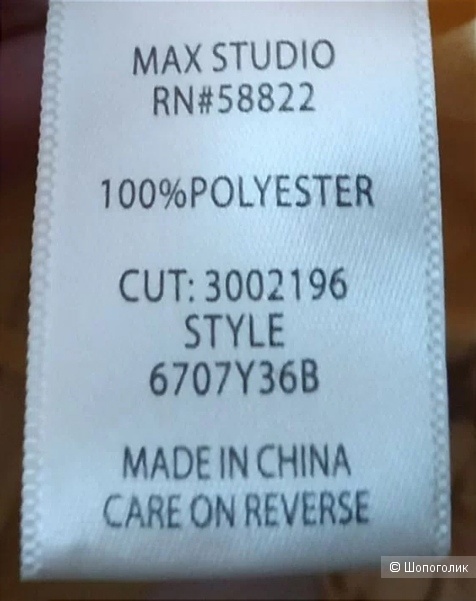 MAX STUDIO
RN#58822
100%POLYESTER
CUT: 3002196
STYLE
6707Y36B
MADE IN CHINA
CARE ON REVERSE
© Шопоголик